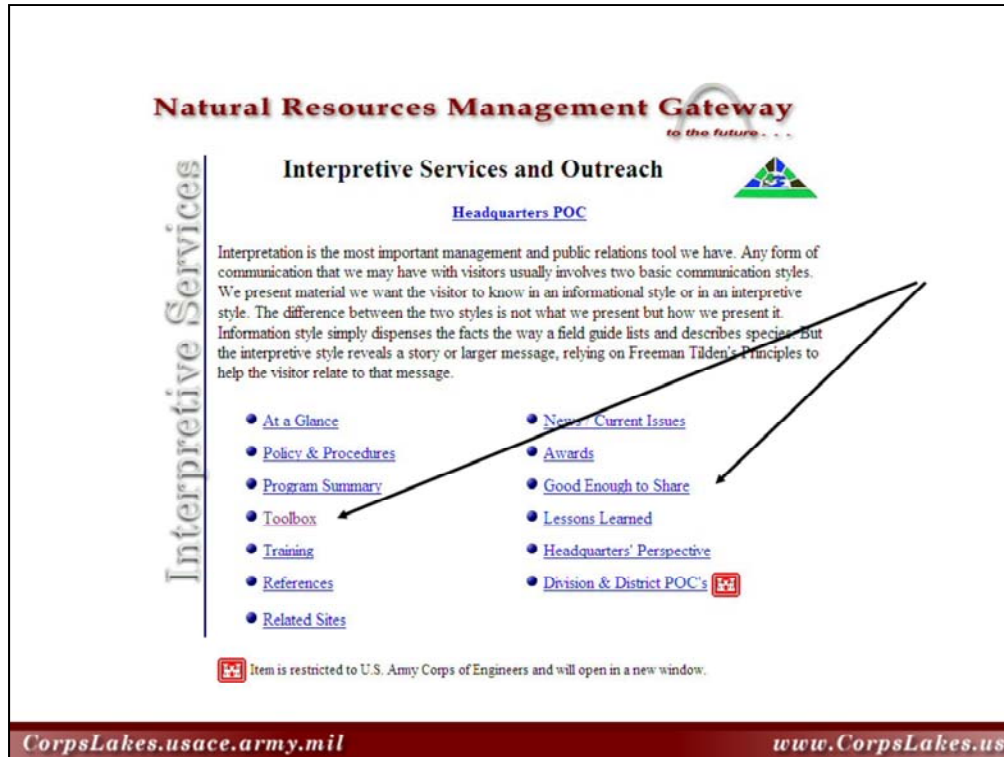 Natural Resources Management Gateway
to the future . . .
Interpretive Services
Interpretive Services and Outreach
Headquarters POC
Interpretation is the most important management and public relations tool we have. Any form of
communication that we may have with visitors usually involves two basic communication styles.
We present material we want the visitor to know in an informational style or in an interpretive
style. The difference between the two styles is not what we present but how we present it.
Information style simply dispenses the facts the way a field guide lists and describes species. But
the interpretive style reveals a story or larger message, relying on Freeman Tilden's Principles to
help the visitor relate to that message.
At a Glance
Policy & Procedures
Program Summary
Toolbox
Training
References
Related Sites
News / Current Issues
Awards
Good Enough to Share
Lessons Learned
Headquarters' Perspective
Division & District POC's
Item is restricted to U.S. Army Corps of Engineers and will open in a new window.
CorpsLakes.usace.army.mil
www.CorpsLakes.us